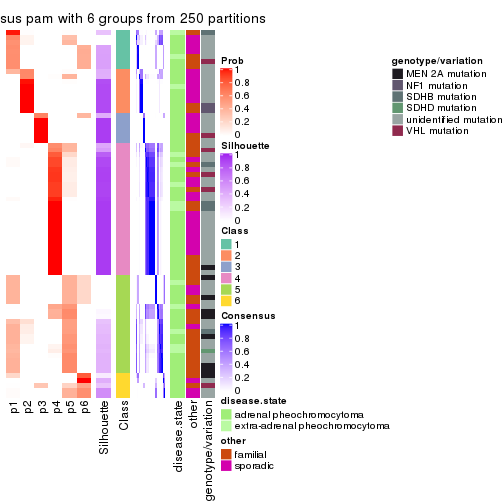 sus pam with 6 groups from 250 partitions
Prob
1
0.8
0.6
0.4
0.2
0
Silhouette
1
0.8
0.6
0.4
0.2
0
Class
1
2
3
4
5
6
Consensus
1
0.8
0.6
0.4
0.2
0
genotype/variation
MEN 2A mutation
NF1 mutation
SDHB mutation
SDHD mutation
unidentified mutation
VHL mutation
disease.state
adrenal pheochromocytoma
extra-adrenal pheochromocytoma
other
familial
sporadic
p1
p2
p3
p4
p5
p6
Silhouette
Class
disease.state
other
genotype/variation